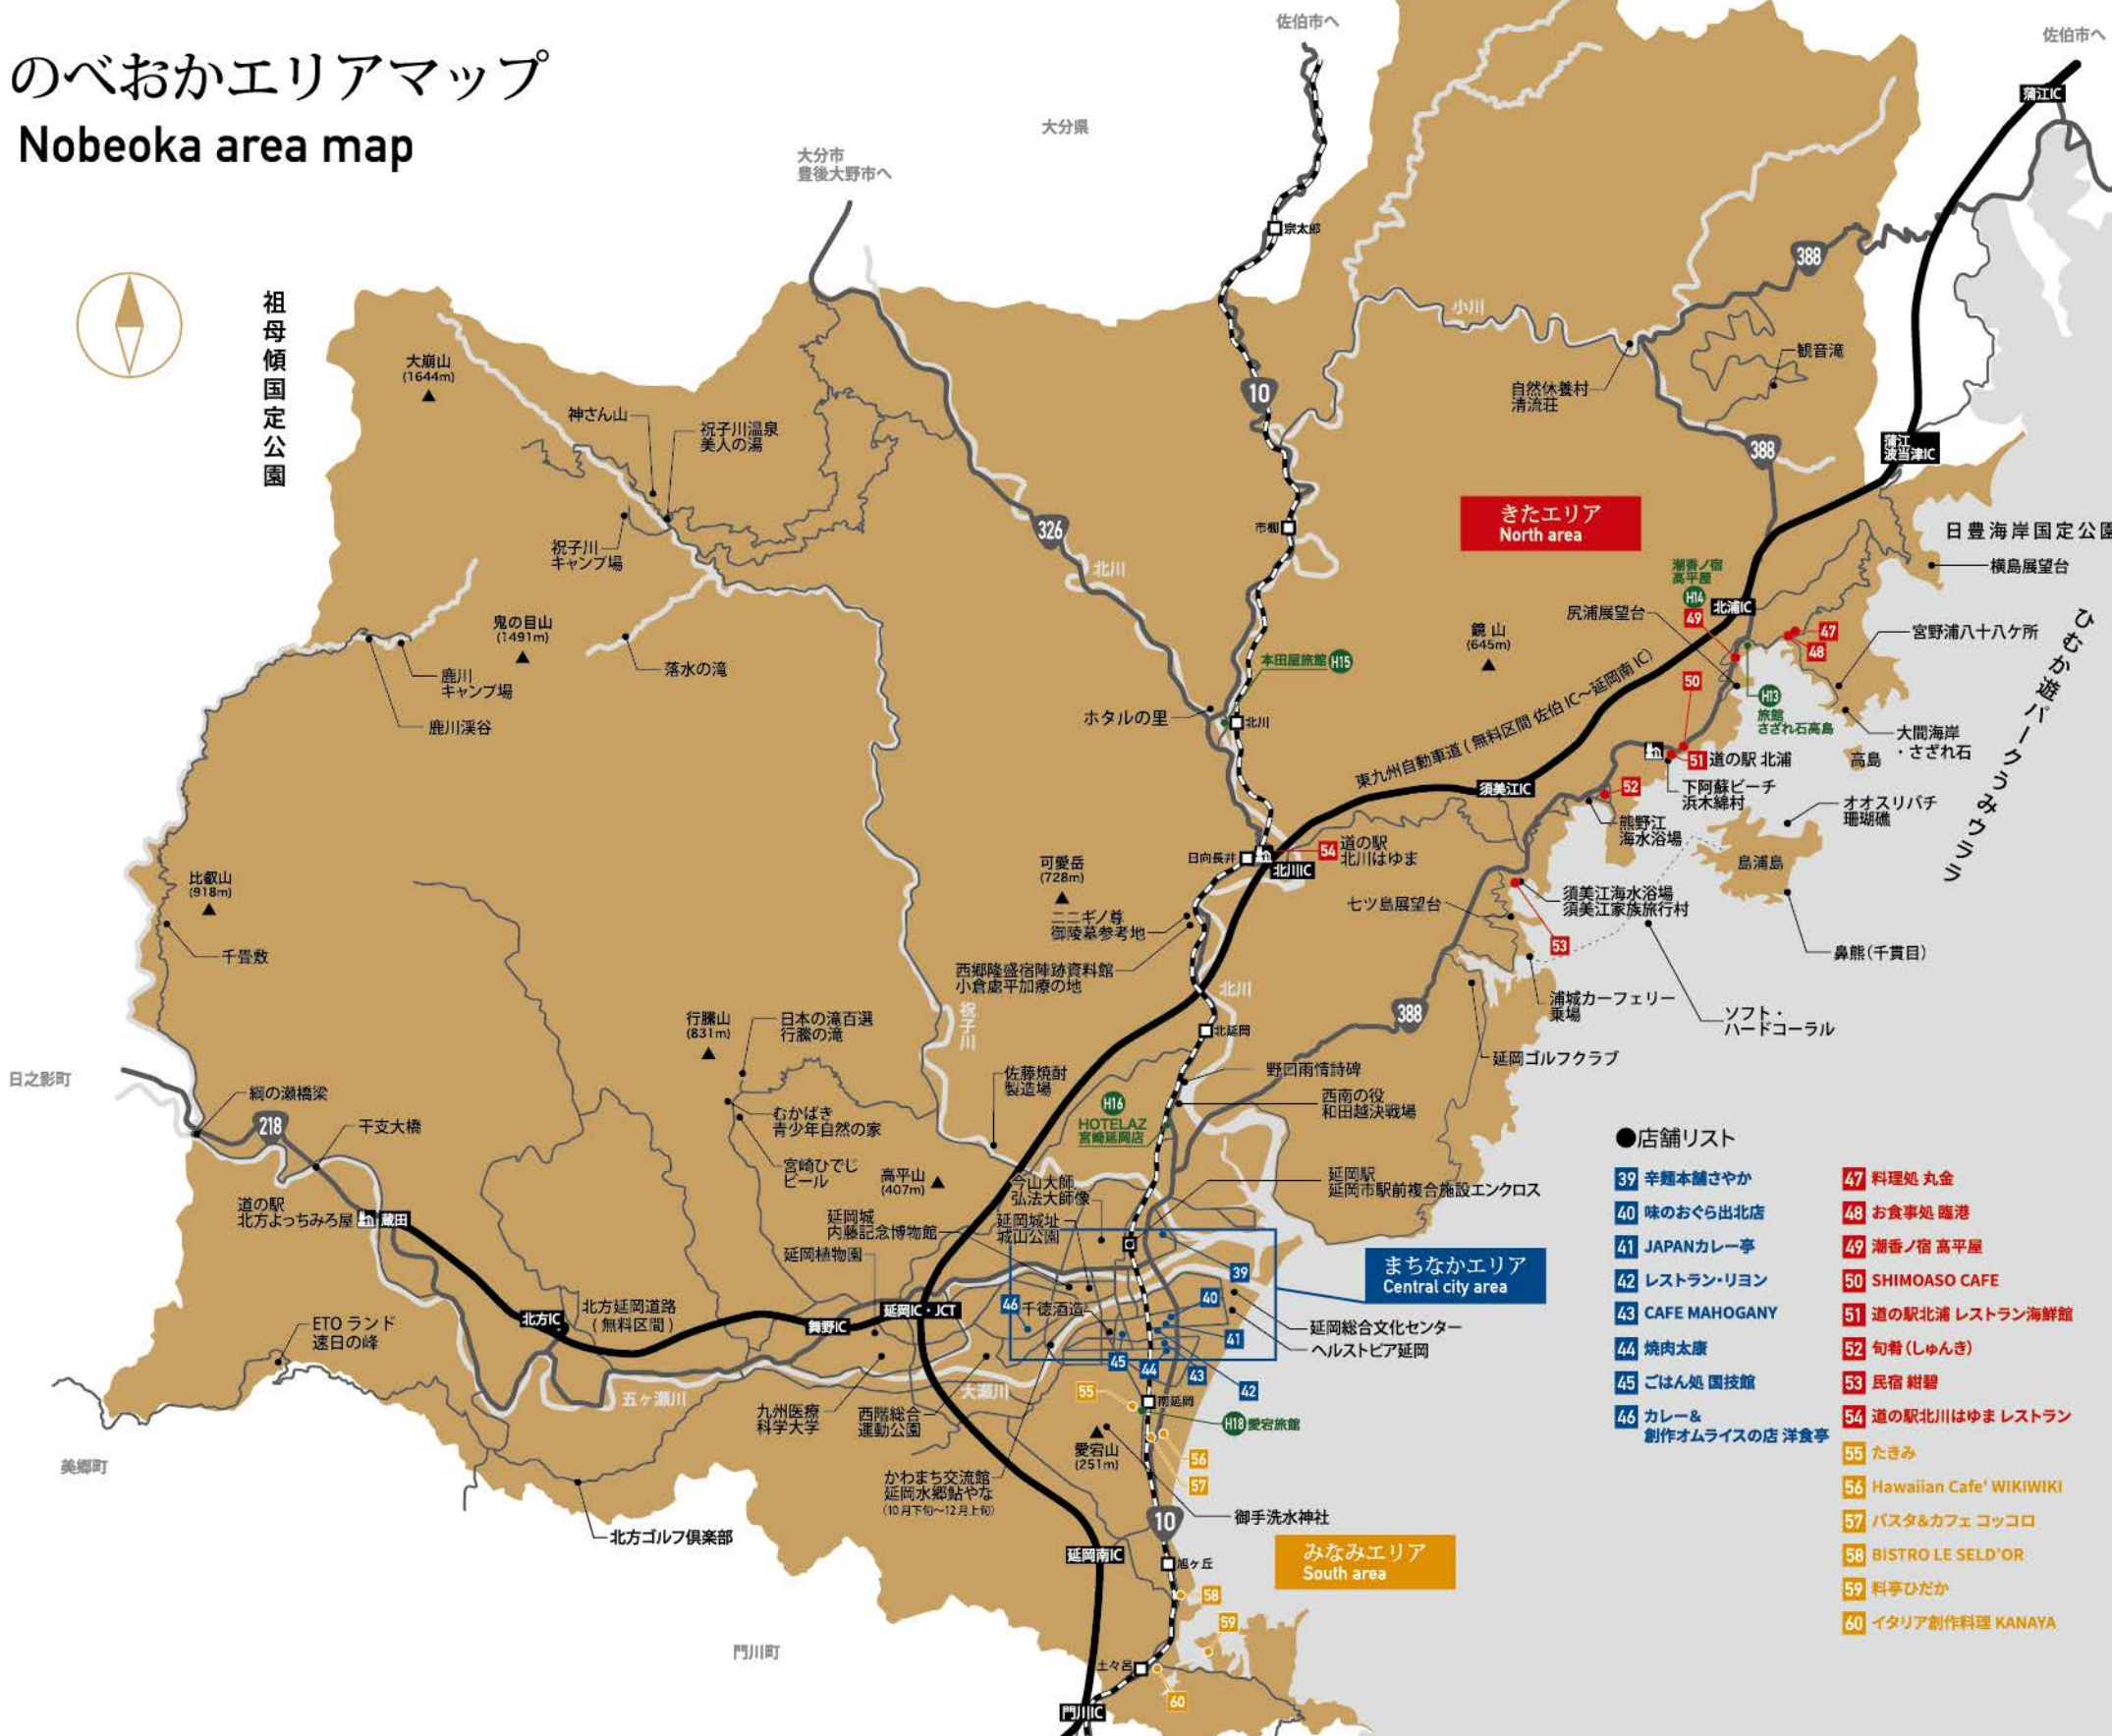 のべおかエリアマップ
Nobeoka area map
佐伯市へ
佐伯市へ
蒲江IC
大分県
大分市
豊後大野市へ
宗太郎
388
祖母傾国定公園
小川
観音滝
大崩山
(1644m)
10
自然休養村
清流荘
神さん山
祝子川温泉
美人の湯
388
蒲江
波当津IC
326
市棚
きたエリア
North area
日豊海岸国定公園
祝子川
キャンプ場
北川
横島展望台
潮香ノ宿
高平屋
H14
49
北浦IC
尻浦展望台
ひむか遊パークうみウララ
鬼の目山
(1491m)
鏡山
(645m)
47
48
宮野浦八十八ケ所
落水の滝
本田屋旅館 H15
鹿川
キャンプ場
50
H13
旅館
さざれ石高島
鹿川渓谷
ホタルの里
北川
大間海岸
・さざれ石
高島
東九州自動車道(無料区間 佐伯IC~延岡南IC)
51 道の駅 北浦
須美江IC
52
下阿蘇ビーチ
浜木綿村
オオスリバチ
珊瑚礁
熊野江
海水浴場
54 道の駅
北川はゆま
日向長井
北川IC
島浦島
可愛岳
(728m)
比叡山
(918m)
須美江海水浴場
須美江家族旅行村
七ツ島展望台
ニニギノ尊
御陵墓参考地
53
千畳敷
鼻熊(千貫目)
西郷隆盛宿陣跡資料館
小倉處平加療の地
北川
祝子川
浦城カーフェリー
乗場
388
ソフト・
ハードコーラル
行縢山
(831m)
日本の滝百選
行縢の滝
北延岡
延岡ゴルフクラブ
日之影町
綱の瀬橋梁
佐藤焼酎
製造場
野口雨情詩碑
218
干支大橋
むかばき
青少年自然の家
H16
HOTELAZ
宮崎延岡店
西南の役
和田越決戦場
宮崎ひでじ
ビール
高平山
(407m)
今山大師
弘法大師像
延岡駅
延岡市駅前複合施設エンクロス
道の駅
北方よっちみろ屋
蔵田
延岡城
内藤記念博物館
延岡城址
城山公園
延岡植物園
まちなかエリア
Central city area
39
40
41
46
千徳酒造
北方延岡道路
(無料区間)
北方IC
舞野IC
延岡IC・JCT
ETO ランド
速日の峰
延岡総合文化センター
ヘルストピア延岡
45
44
43
42
五ヶ瀬川
大瀬川
55
南延岡
九州医療
科学大学
西階総合
運動公園
H18 愛宕旅館
愛宕山
(251m)
56
57
美郷町
かわまち交流館
延岡水郷鮎やな
(10月下旬~12月上旬)
10
御手洗水神社
北方ゴルフ倶楽部
延岡南IC
旭ヶ丘
みなみエリア
South area
58
59
門川町
土々呂
60
門川IC
●店舗リスト
39 辛麺本舗さやか
40 味のおぐら出北店
41 JAPANカレー亭
42 レストラン・リヨン
43 CAFE MAHOGANY
44 焼肉太康
45 ごはん処 国技館
46 カレー&
創作オムライスの店 洋食亭
47 料理処 丸金
48 お食事処 臨港
49 潮香ノ宿 高平屋
50 SHIMOASO CAFE
51 道の駅北浦 レストラン海鮮館
52 旬肴(しゅんき)
53 民宿 紺碧
54 道の駅北川はゆま レストラン
55 たきみ
56 Hawaiian Cafe' WIKIWIKI
57 パスタ&カフェ コッコロ
58 BISTRO LE SELD'OR
59 料亭ひだか
60 イタリア創作料理 KANAYA